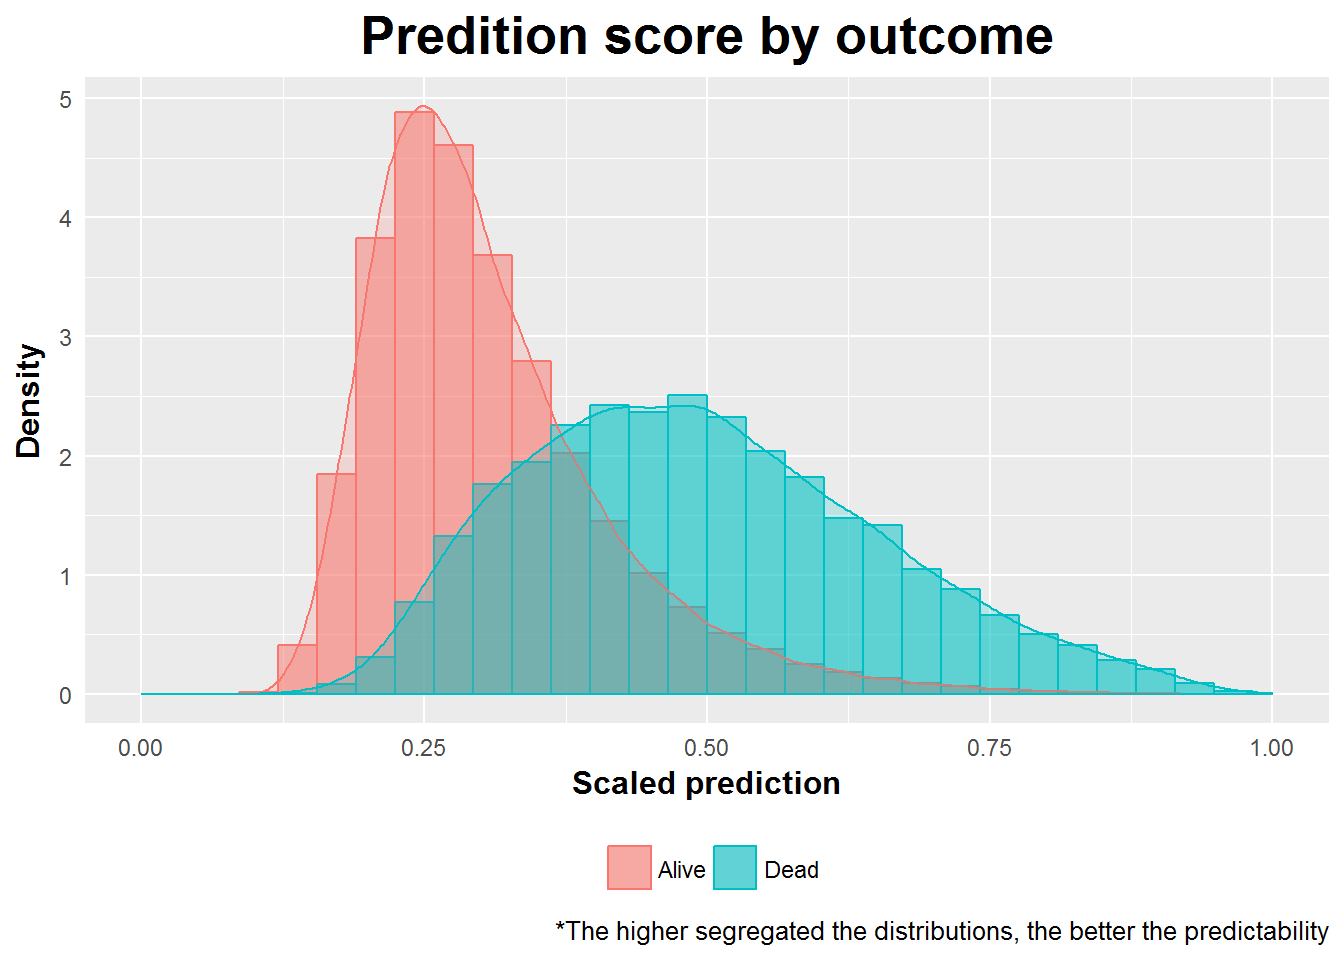 Predition score by outcome
5
4
3
2
1
0
Density
0.00 0.25 0.50 0.75 1.00
Scaled prediction
Alive Dead
*The higher segregated the distributions, the better the predictability